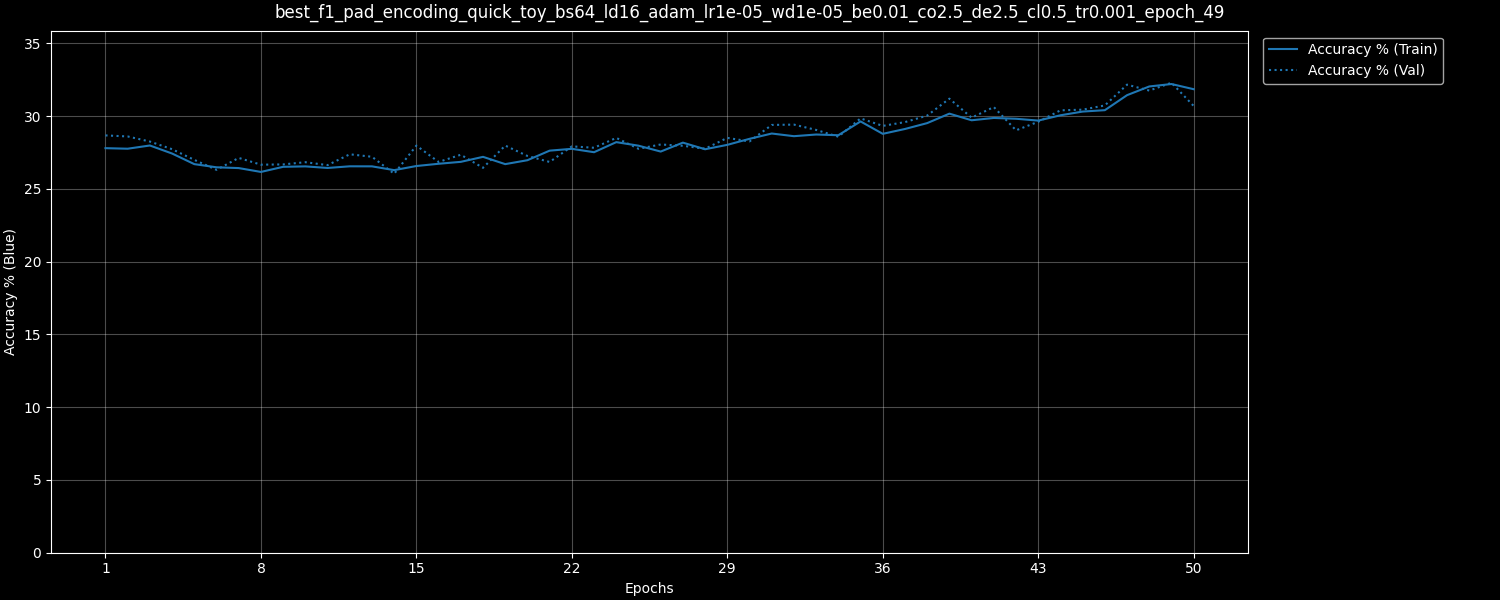 best_f1_pad_encoding_quick_toy_bs64_ld16_adam_lr1e-05_wd1e-05_be0.01_co2.5_de2.5_cl0.5_tr0.001_epoch_49
Accuracy % (Train)
Accuracy % (Val)
Accuracy % (Blue)
35
30
25
20
15
10
5
0
1 8 15 22 29 36 43 50
Epochs